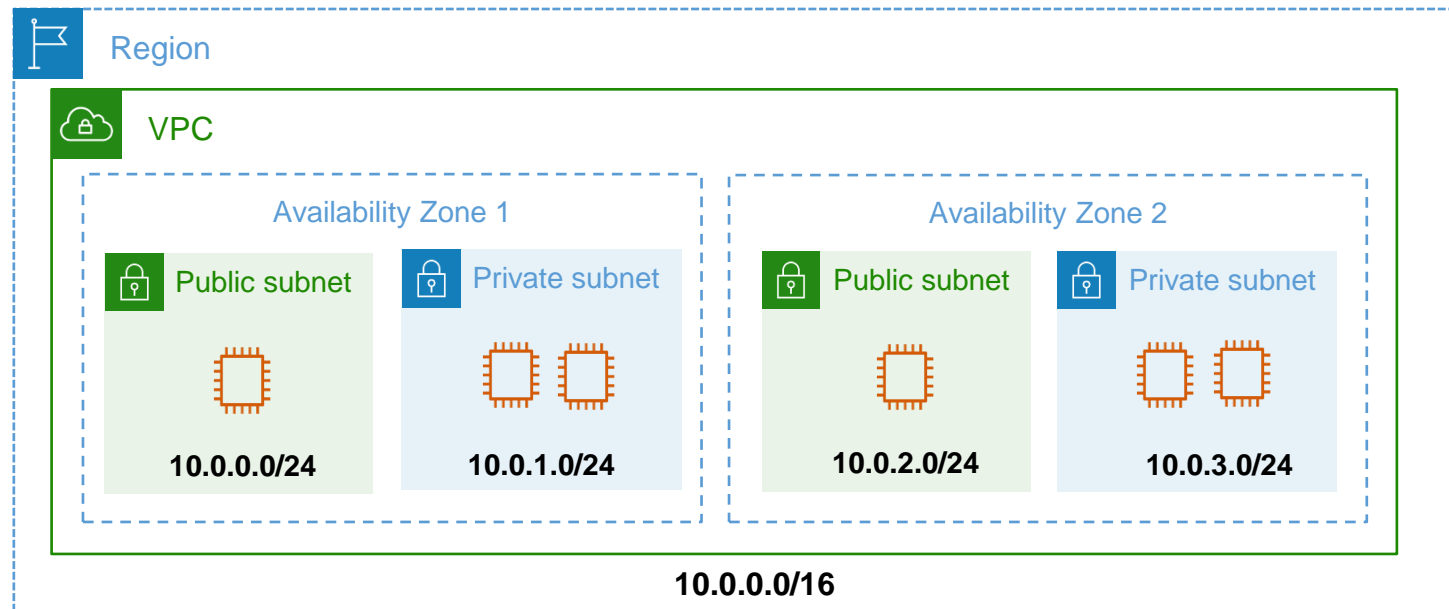 Region
VPC
Availability Zone 1
Public subnet
Private subnet
10.0.0.0/24
10.0.1.0/24
Availability Zone 2
Public subnet
Private subnet
10.0.2.0/24
10.0.3.0/24
10.0.0.0/16